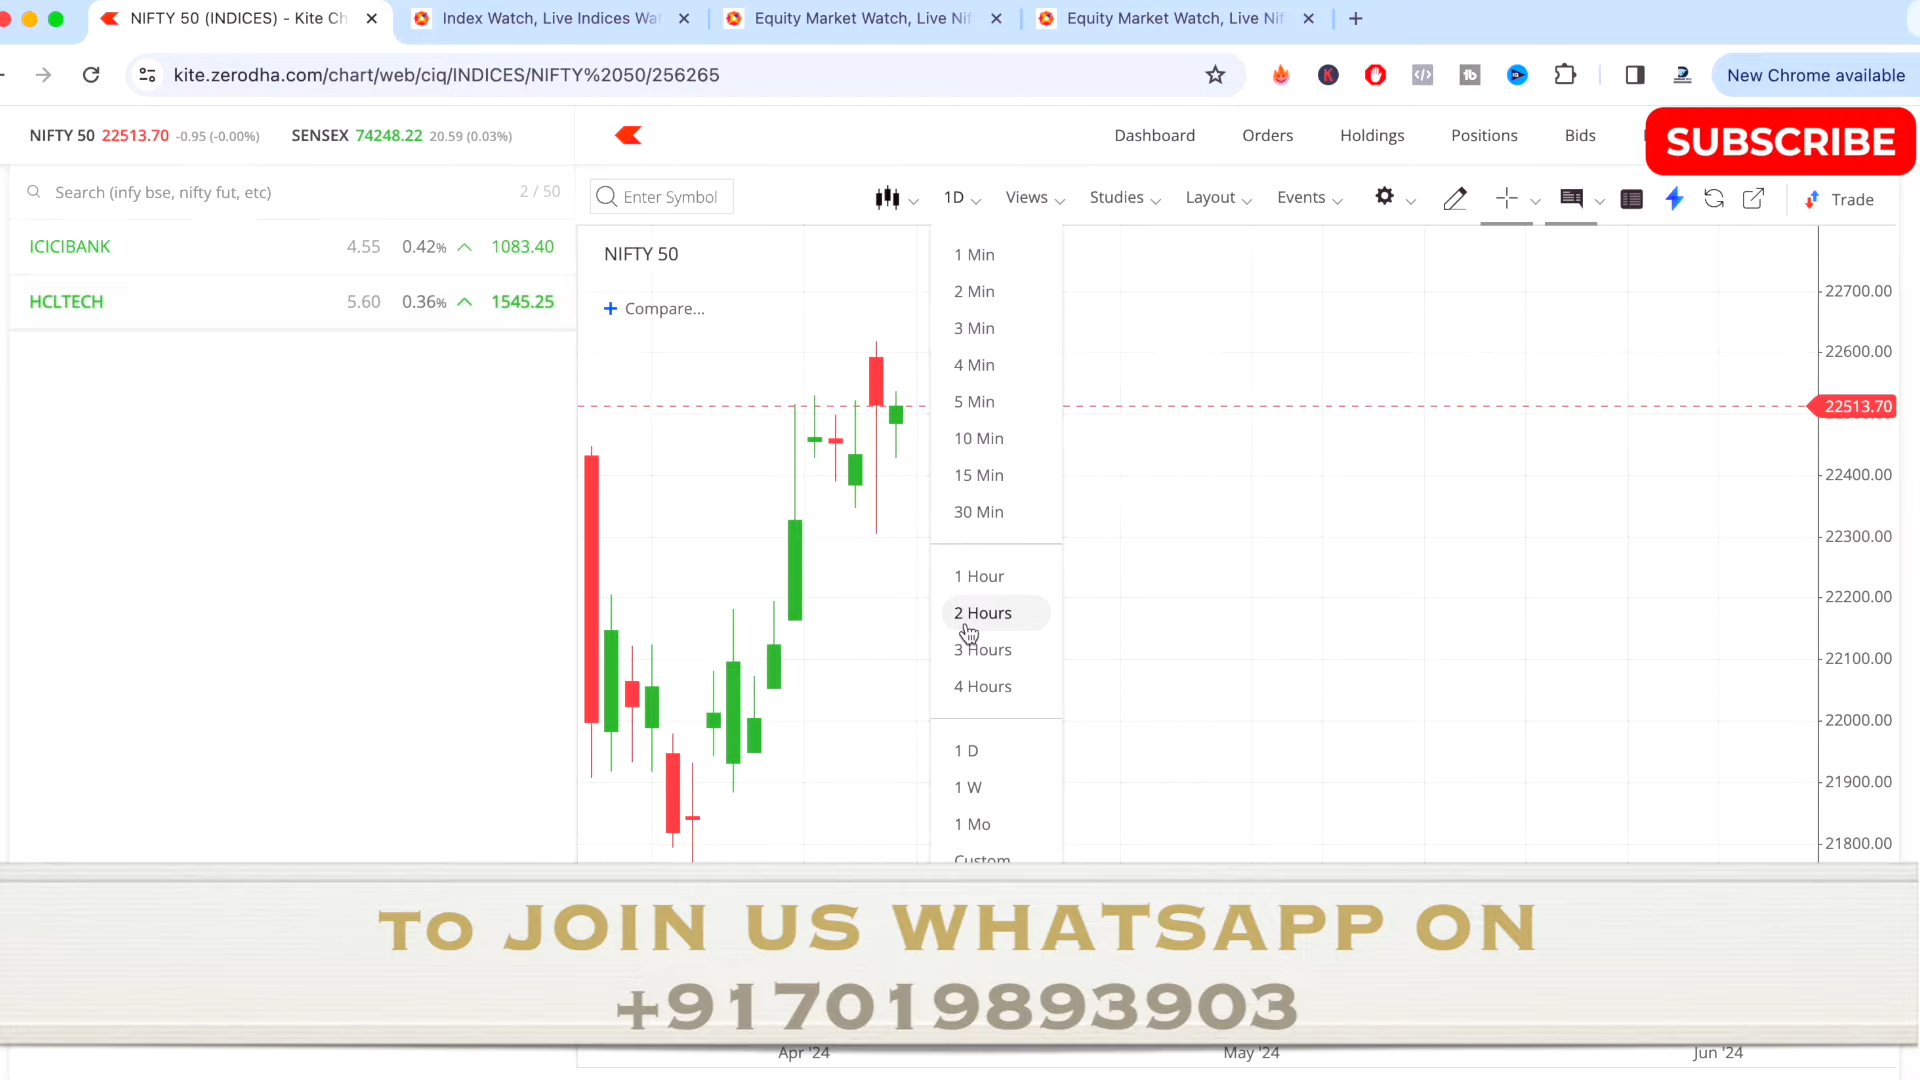 NIFTY 50 (INDICES) - Kite Ch
Index Watch, Live Indices Wa
Equity Market Watch, Live Nif
Equity Market Watch, Live Nif
kite.zerodha.com/chart/web/ciq/INDICES/NIFTY%2050/256265
New Chrome available
NIFTY 50 22513.70 -0.95 (-0.00%) SENSEX 74248.22 20.59 (0.03%)
Dashboard Orders Holdings Positions Bids
SUBSCRIBE
Search (infy bse, nifty fut, etc) 2 / 50
Enter Symbol 1D Views Studies Layout Events Trade
ICICIBANK 4.55 0.42% 1083.40
HCLTECH 5.60 0.36% 1545.25
NIFTY 50
+ Compare...
1 Min
2 Min
3 Min
4 Min
5 Min
10 Min
15 Min
30 Min
1 Hour
2 Hours
3 Hours
4 Hours
1 D
1 W
1 Mo
Custom
22700.00
22600.00
22513.70
22400.00
22300.00
22200.00
22100.00
22000.00
21900.00
21800.00
To JOIN US WHATSAPP ON
+917019893903
Apr '24 May '24 Jun '24